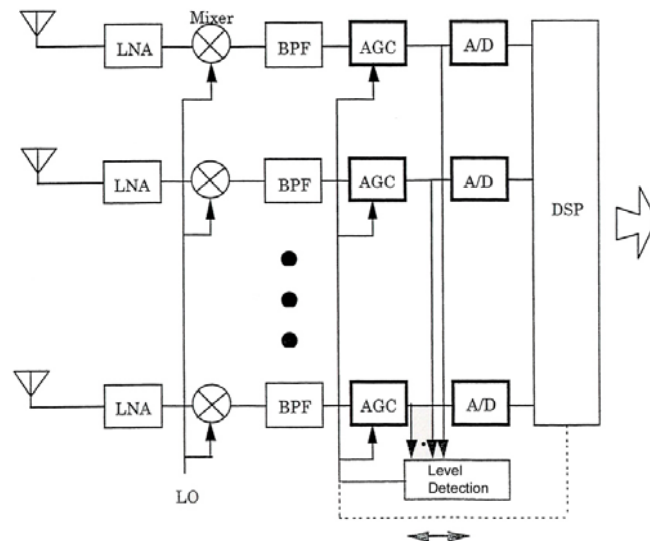 Mixer
LNA BPF AGC A/D
LNA BPF AGC A/D
DSP
LNA BPF AGC A/D
Level
Detection
LO